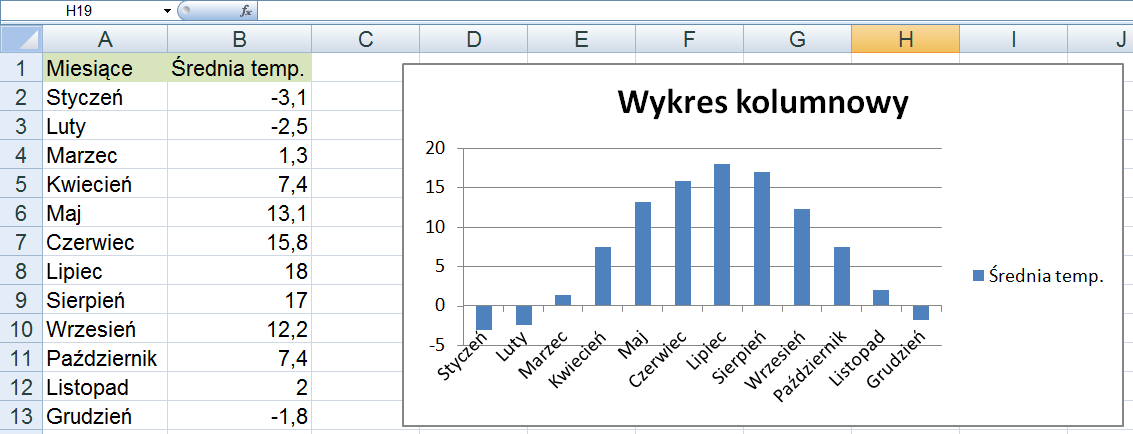 H19 fx
A B C D E F G H I J
1 Miesiące Średnia temp.
2 Styczeń -3,1
3 Luty -2,5
4 Marzec 1,3
5 Kwiecień 7,4
6 Maj 13,1
7 Czerwiec 15,8
8 Lipiec 18
9 Sierpień 17
10 Wrzesień 12,2
11 Październik 7,4
12 Listopad 2
13 Grudzień -1,8
Wykres kolumnowy
20
15
10
5
0
-5
Styczeń Luty Marzec Kwiecień Maj Czerwiec Lipiec Sierpień Wrzesień Październik Listopad Grudzień
Średnia temp.